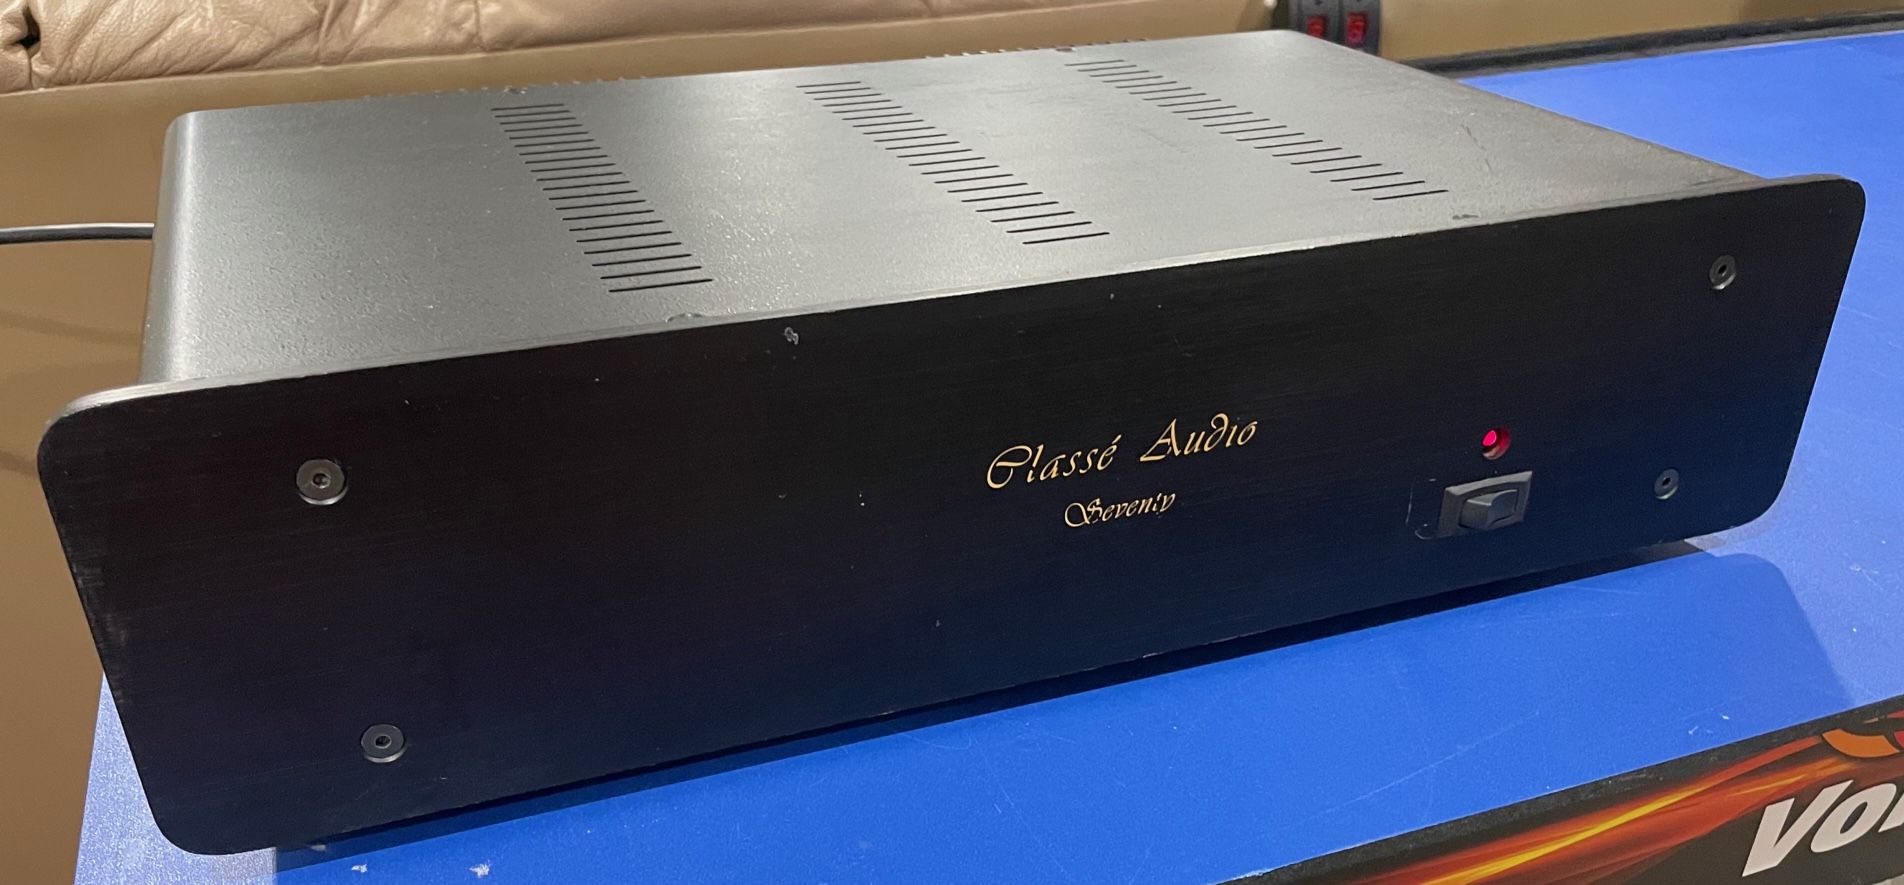 Classé Audio
Seventy